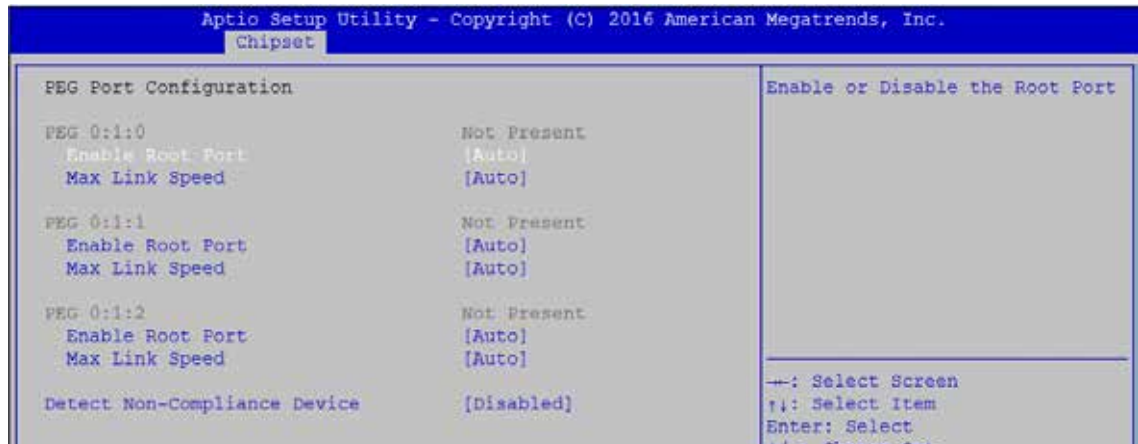 Aptio Setup Utility - Copyright (C) 2016 American Megatrends, Inc.
Chipset
PEG Port Configuration
PEG 0:1:0 Not Present
Enable Root Port [Auto]
Max Link Speed [Auto]
PEG 0:1:1 Not Present
Enable Root Port [Auto]
Max Link Speed [Auto]
PEG 0:1:2 Not Present
Enable Root Port [Auto]
Max Link Speed [Auto]
Detect Non-Compliance Device [Disabled]
Enable or Disable the Root Port
→←: Select Screen
↑↓: Select Item
Enter: Select